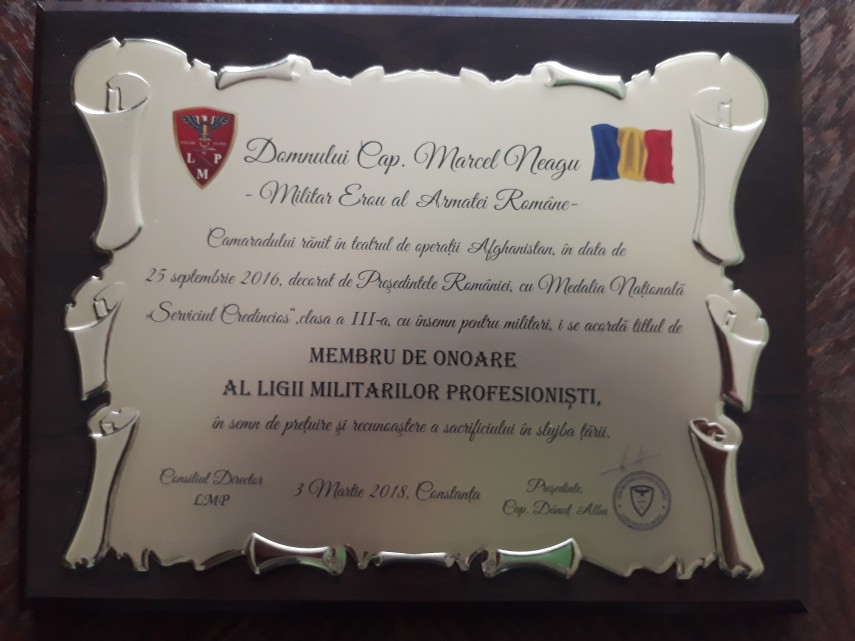 L P
M
Domnului Cap. Marcel Neagu
- Militar Erou al Armatei Române-
Camaradului rănit în teatrul de operații Afghanistan, în data de
25 septembrie 2016, decorat de Președintele României, cu Medalia Națională
„Serviciul Credincios",clasa a III-a, cu însemn pentru militari, i se acordă titlul de
MEMBRU DE ONOARE
AL LIGII MILITARILOR PROFESIONIȘTI,
în semn de prețuire și recunoaștere a sacrificiului în slujba țării.
Consiliul Director
LMP
3 Martie 2018, Constanța
Președinte,
Cap. Dănuț